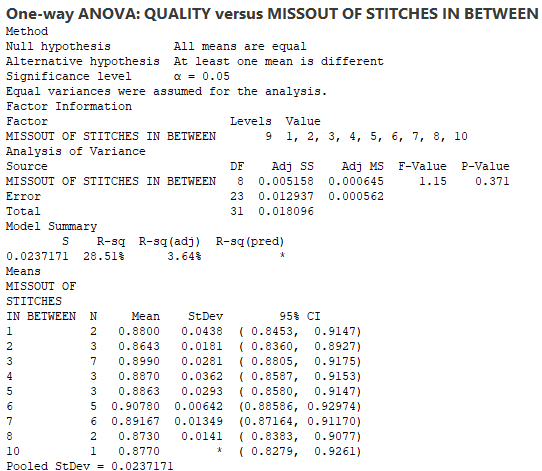 One-way ANOVA: QUALITY versus MISSOUT OF STITCHES IN BETWEEN
Method
Null hypothesis All means are equal
Alternative hypothesis At least one mean is different
Significance level α = 0.05
Equal variances were assumed for the analysis.
Factor Information
Factor Levels Value
MISSOUT OF STITCHES IN BETWEEN 9 1, 2, 3, 4, 5, 6, 7, 8, 10
Analysis of Variance
Source DF Adj SS Adj MS F-Value P-Value
MISSOUT OF STITCHES IN BETWEEN 8 0.005158 0.000645 1.15 0.371
Error 23 0.012937 0.000562
Total 31 0.018096
Model Summary
S R-sq R-sq(adj) R-sq(pred)
0.0237171 28.51% 3.64% *
Means
MISSOUT OF
STITCHES
IN BETWEEN N Mean StDev 95% CI
1 2 0.8800 0.0438 ( 0.8453, 0.9147)
2 3 0.8643 0.0181 ( 0.8360, 0.8927)
3 7 0.8990 0.0281 ( 0.8805, 0.9175)
4 3 0.8870 0.0362 ( 0.8587, 0.9153)
5 3 0.8863 0.0293 ( 0.8580, 0.9147)
6 5 0.90780 0.00642 (0.88586, 0.92974)
7 6 0.89167 0.01349 (0.87164, 0.91170)
8 2 0.8730 0.0141 ( 0.8383, 0.9077)
10 1 0.8770 * ( 0.8279, 0.9261)
Pooled StDev = 0.0237171